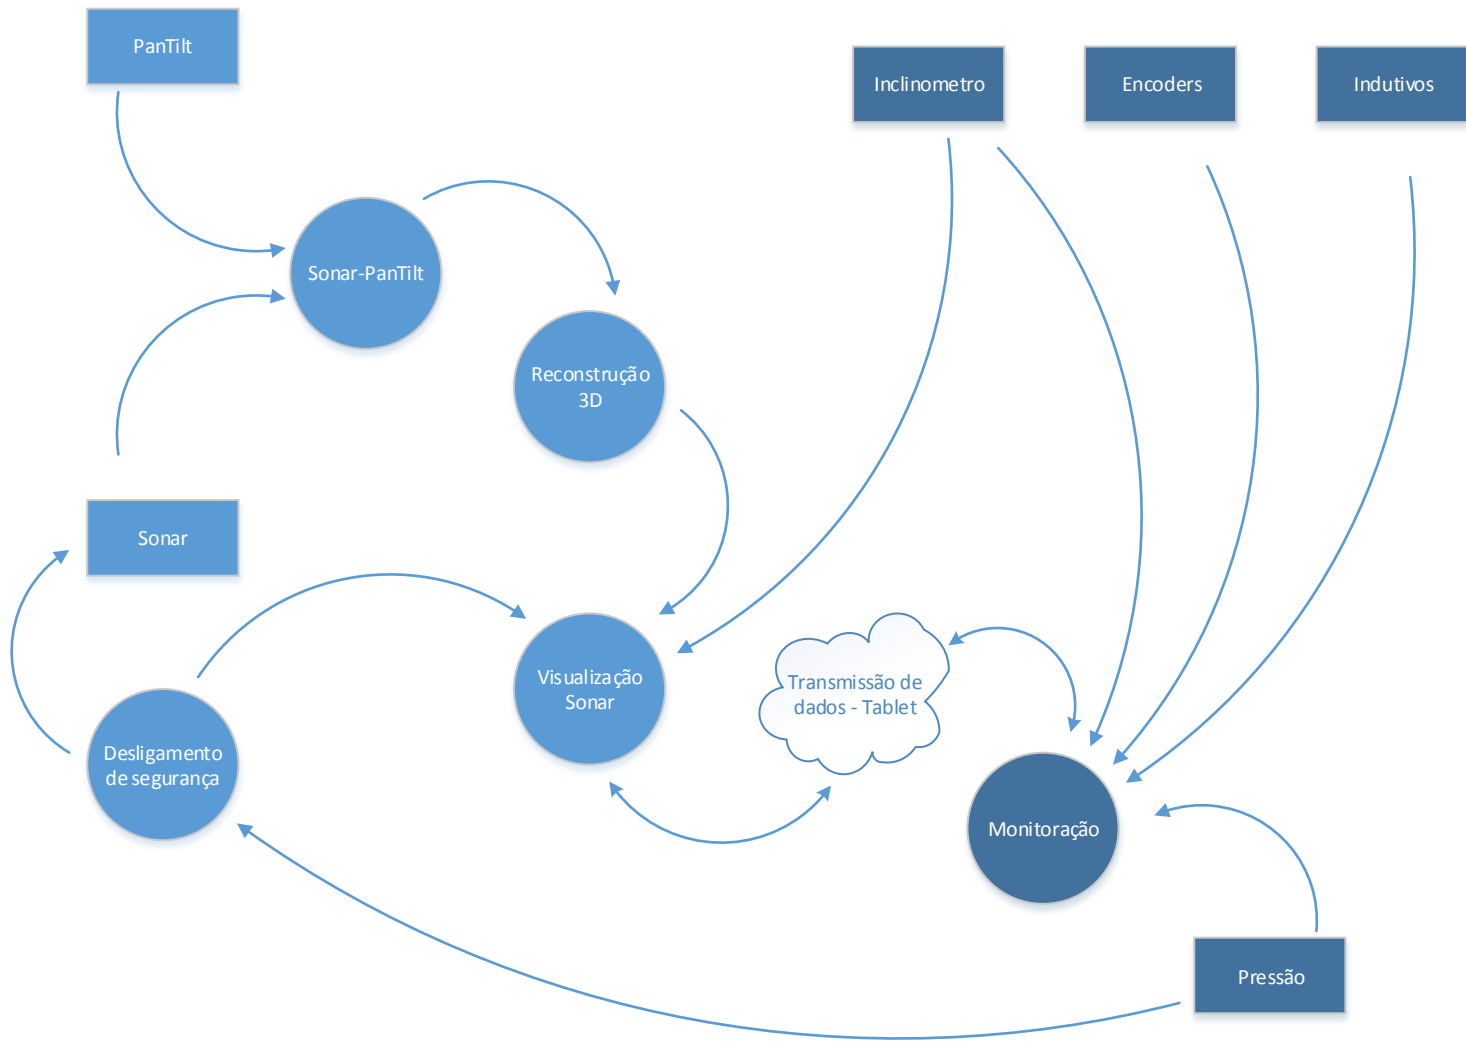 PanTilt
Inclinometro
Encoders
Indutivos
Sonar-PanTilt
Reconstrução
3D
Sonar
Visualização
Sonar
Transmissão de
dados - Tablet
Desligamento
de segurança
Monitoração
Pressão